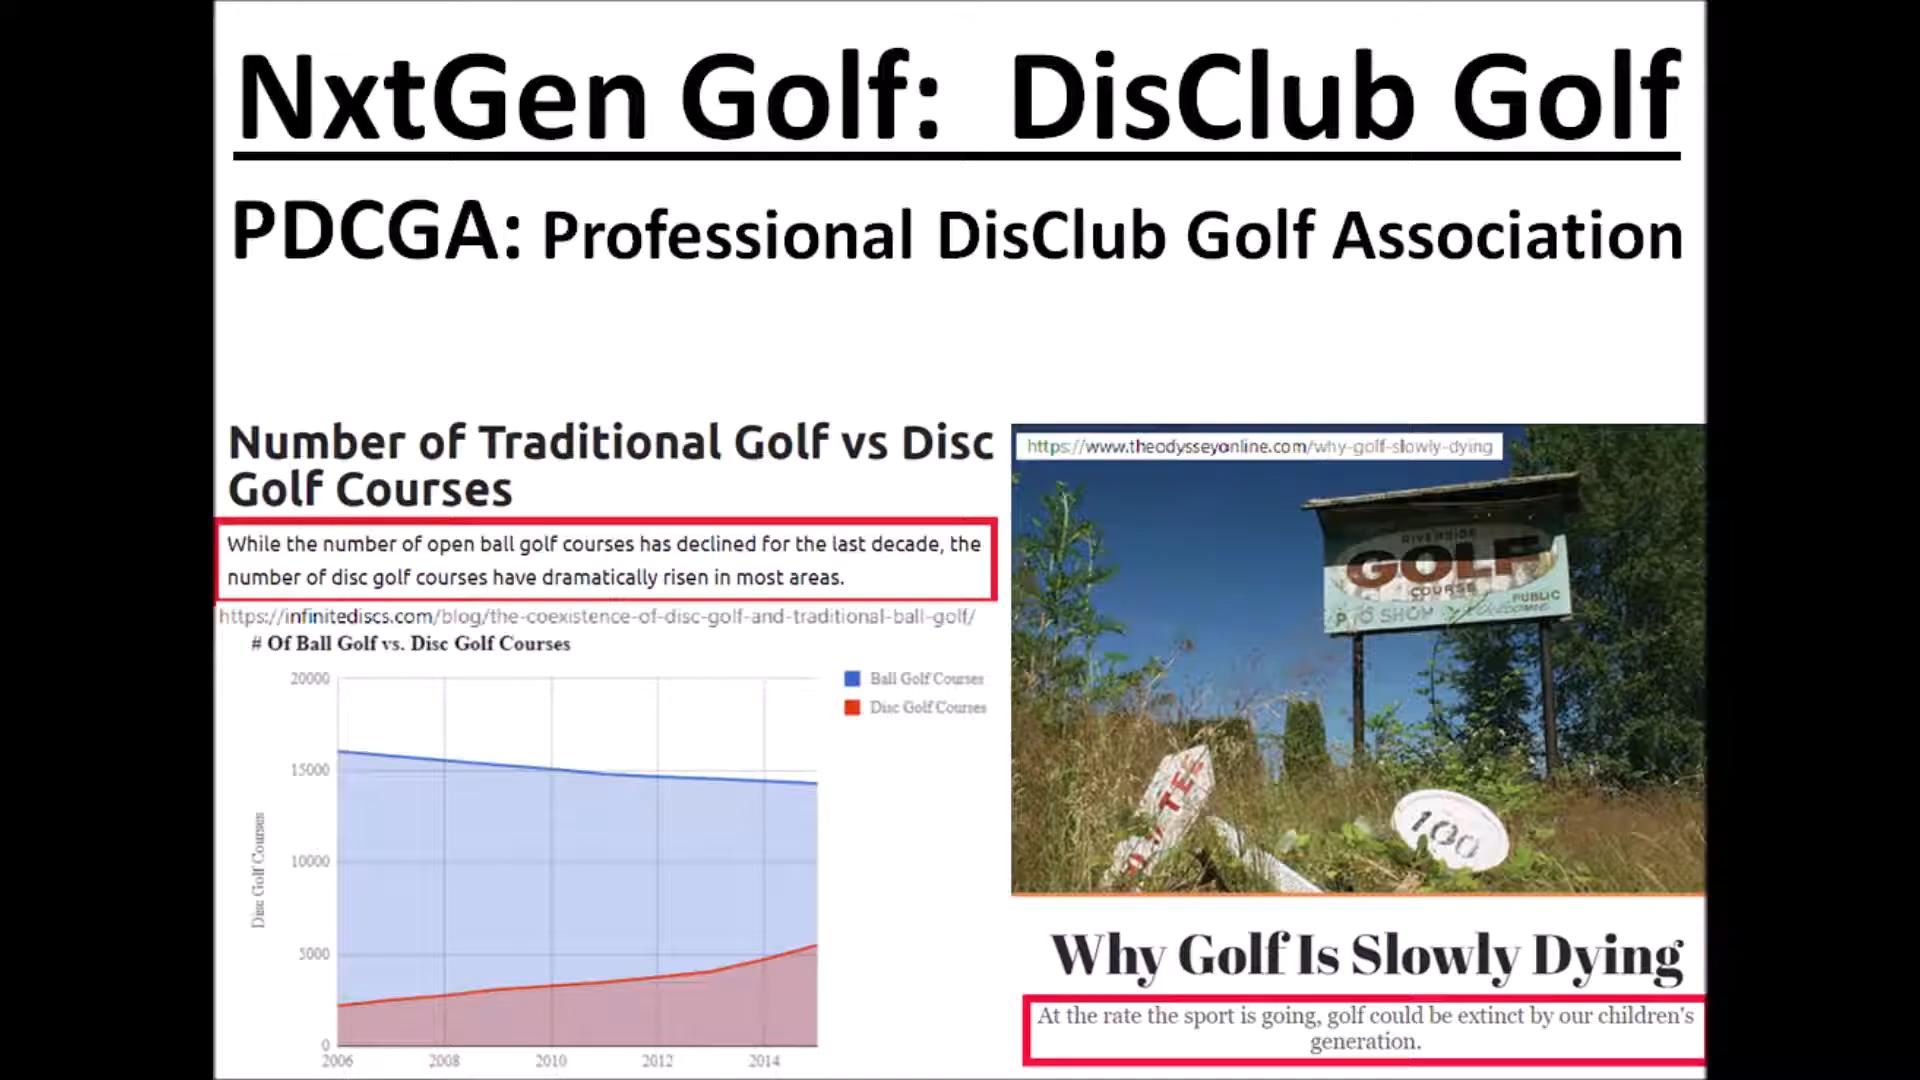 NxtGen Golf:  DisClub Golf
PDCGA: Professional DisClub Golf Association
Number of Traditional Golf vs Disc
Golf Courses
While the number of open ball golf courses has declined for the last decade, the
number of disc golf courses have dramatically risen in most areas.
https://infinitediscs.com/blog/the-coexistence-of-disc-golf-and-traditional-ball-golf/
# Of Ball Golf vs. Disc Golf Courses
20000
15000
10000
5000
0
Disc Golf Courses
2006 2008 2010 2012 2014
Ball Golf Courses
Disc Golf Courses
https://www.theodysseyonline.com/why-golf-slowly-dying
RIVERSIDE
GOLF
COURSE
PUBLIC
SHOP Welcome
TEE
100
Why Golf Is Slowly Dying
At the rate the sport is going, golf could be extinct by our children's
generation.